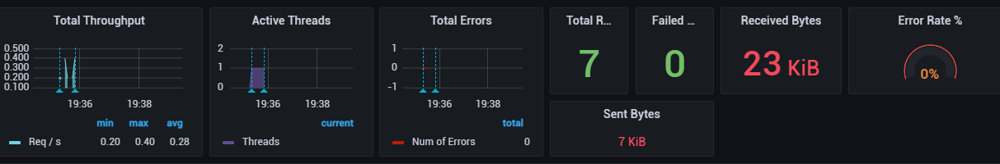 Total Throughput
0.500
0.400
0.300
0.200
0.100
19:36 19:38
min max avg
Req / s 0.20 0.40 0.28
Active Threads
2
1
0
19:36 19:38
current
Threads
Total Errors
1
0
-1
19:36 19:38
total
Num of Errors 0
Total R...
7
Failed ...
0
Received Bytes
23 KiB
Error Rate %
0%
Sent Bytes
7 KiB